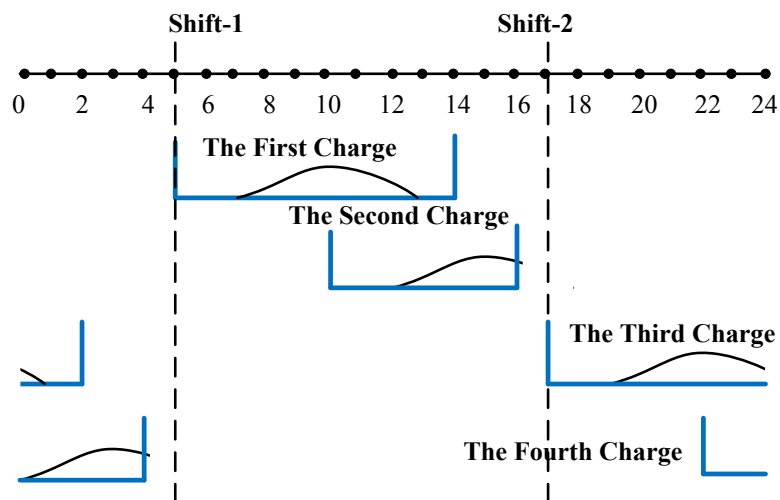 Shift-1 Shift-2
0 2 4 6 8 10 12 14 16 18 20 22 24
The First Charge
The Second Charge
The Third Charge
The Fourth Charge